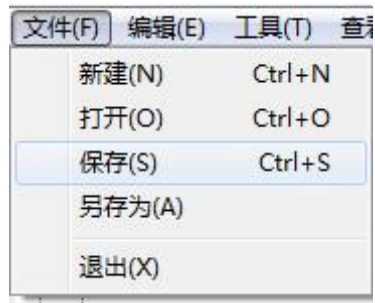 文件(F) 编辑(E) 工具(T) 查
新建(N) Ctrl+N
打开(O) Ctrl+O
保存(S) Ctrl+S
另存为(A)
退出(X)